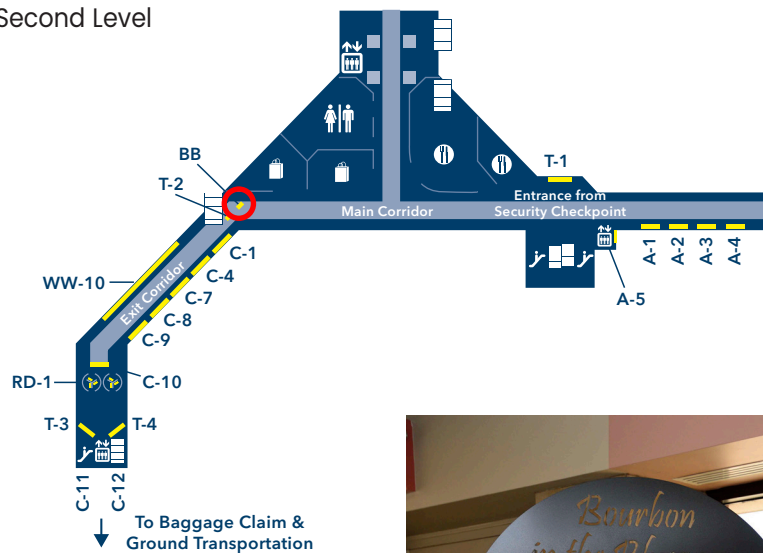 Second Level
BB
T-2
T-1
Entrance from
Security Checkpoint
Main Corridor
C-1
C-4
C-7
C-8
C-9
A-1
A-2
A-3
A-4
A-5
WW-10
Exit Corridor
RD-1
C-10
T-3
T-4
C-11
C-12
To Baggage Claim &
Ground Transportation
Bourbon
in the